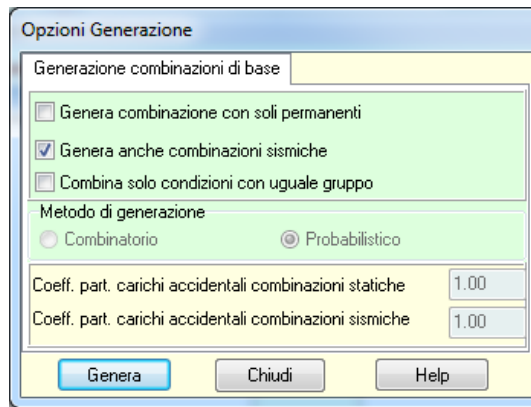 Opzioni Generazione
Generazione combinazioni di base
Genera combinazione con soli permanenti
Genera anche combinazioni sismiche
Combina solo condizioni con uguale gruppo
Metodo di generazione
Combinatorio Probabilistico
Coeff. part. carichi accidentali combinazioni statiche 1.00
Coeff. part. carichi accidentali combinazioni sismiche 1.00
Genera Chiudi Help